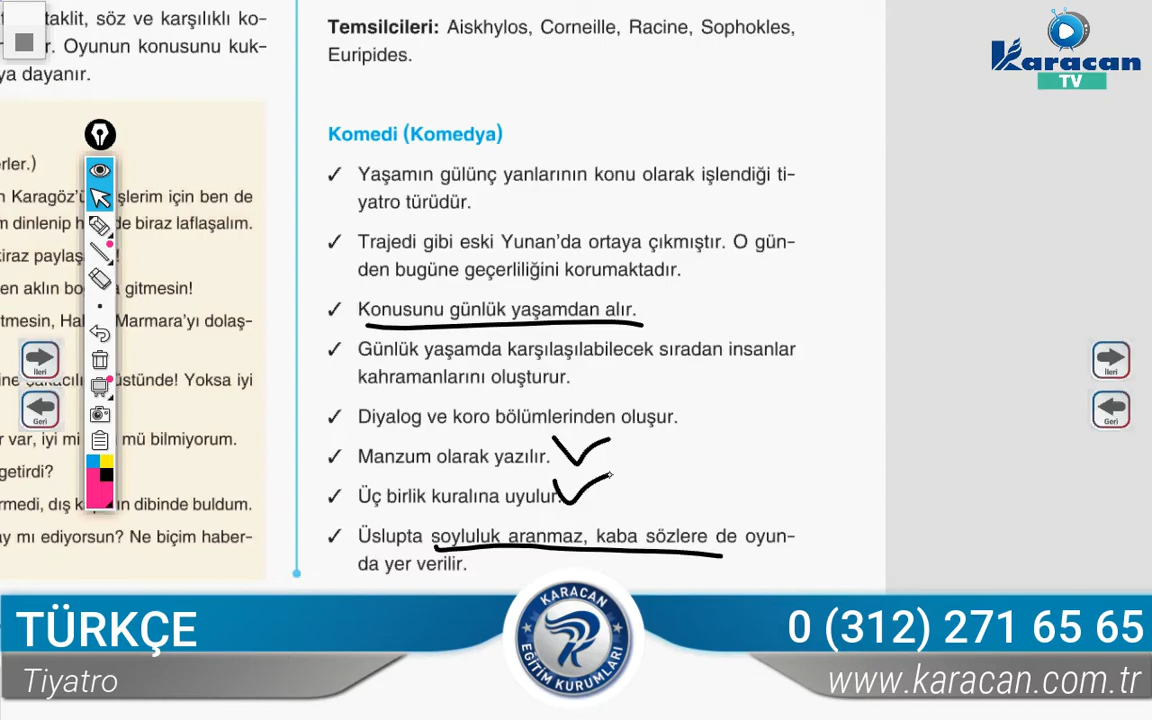 taklit, söz ve karşılıklı ko-
r. Oyunun konusunu kuk-
ya dayanır.
rler.)
n Karagöz'ü
şlerim için ben de
m dinlenip h
de biraz laflaşalım.
kiraz paylaş
!
en aklın bo
a gitmesin!
tmesin, Hal
Marmara'yı dolaş-
üstünde! Yoksa iyi
r var, iyi mi
mü bilmiyorum.
getirdi?
rmedi, dış k
n dibinde buldum.
ay mı ediyorsun? Ne biçim haber-
İleri
Geri
Temsilcileri: Aiskhylos, Corneille, Racine, Sophokles,
Euripides.
Komedi (Komedya)
✓ Yaşamın gülünç yanlarının konu olarak işlendiği ti-
yatro türüdür.
✓ Trajedi gibi eski Yunan'da ortaya çıkmıştır. O gün-
den bugüne geçerliliğini korumaktadır.
✓ Konusunu günlük yaşamdan alır.
✓ Günlük yaşamda karşılaşılabilecek sıradan insanlar
kahramanlarını oluşturur.
✓ Diyalog ve koro bölümlerinden oluşur.
✓ Manzum olarak yazılır.
✓ Üç birlik kuralına uyulur
✓ Üslupta soyluluk aranmaz, kaba sözlere de oyun-
da yer verilir.
Karacan
TV
İleri
Geri
TÜRKÇE
Tiyatro
KARACAN
EĞİTİM KURUMLARI
0 (312) 271 65 65
www.karacan.com.tr